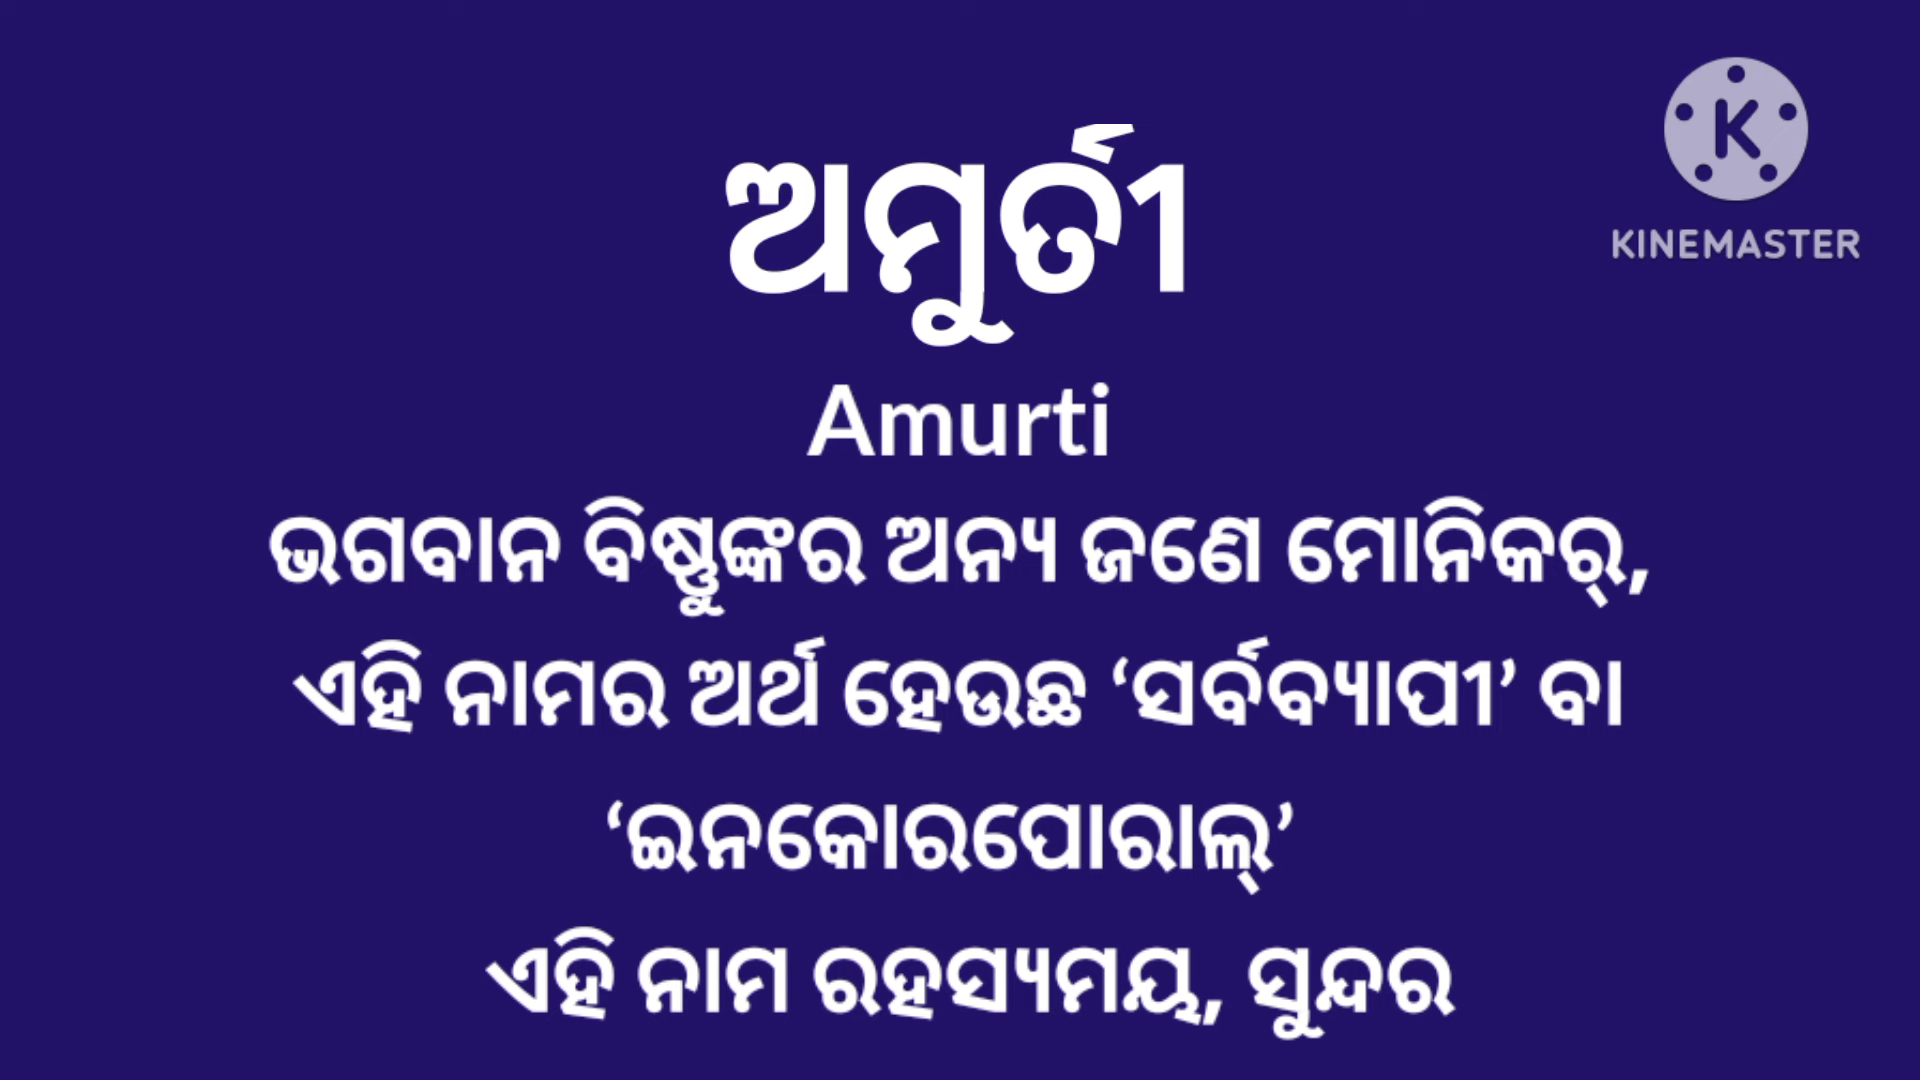 ଅମୁର୍ତୀ
K
KINEMASTER
Amurti
ଭଗବାନ ବିଷ୍ଣୁଙ୍କର ଅନ୍ୟ ଜଣେ ମୋନିକର୍,
ଏହି ନାମର ଅର୍ଥ ହେଉଛି ‘ସର୍ବବ୍ୟାପୀ’ ବା
‘ଇନକୋରପୋରାଲ୍’
ଏହି ନାମ ରହସ୍ୟମୟ, ସୁନ୍ଦର